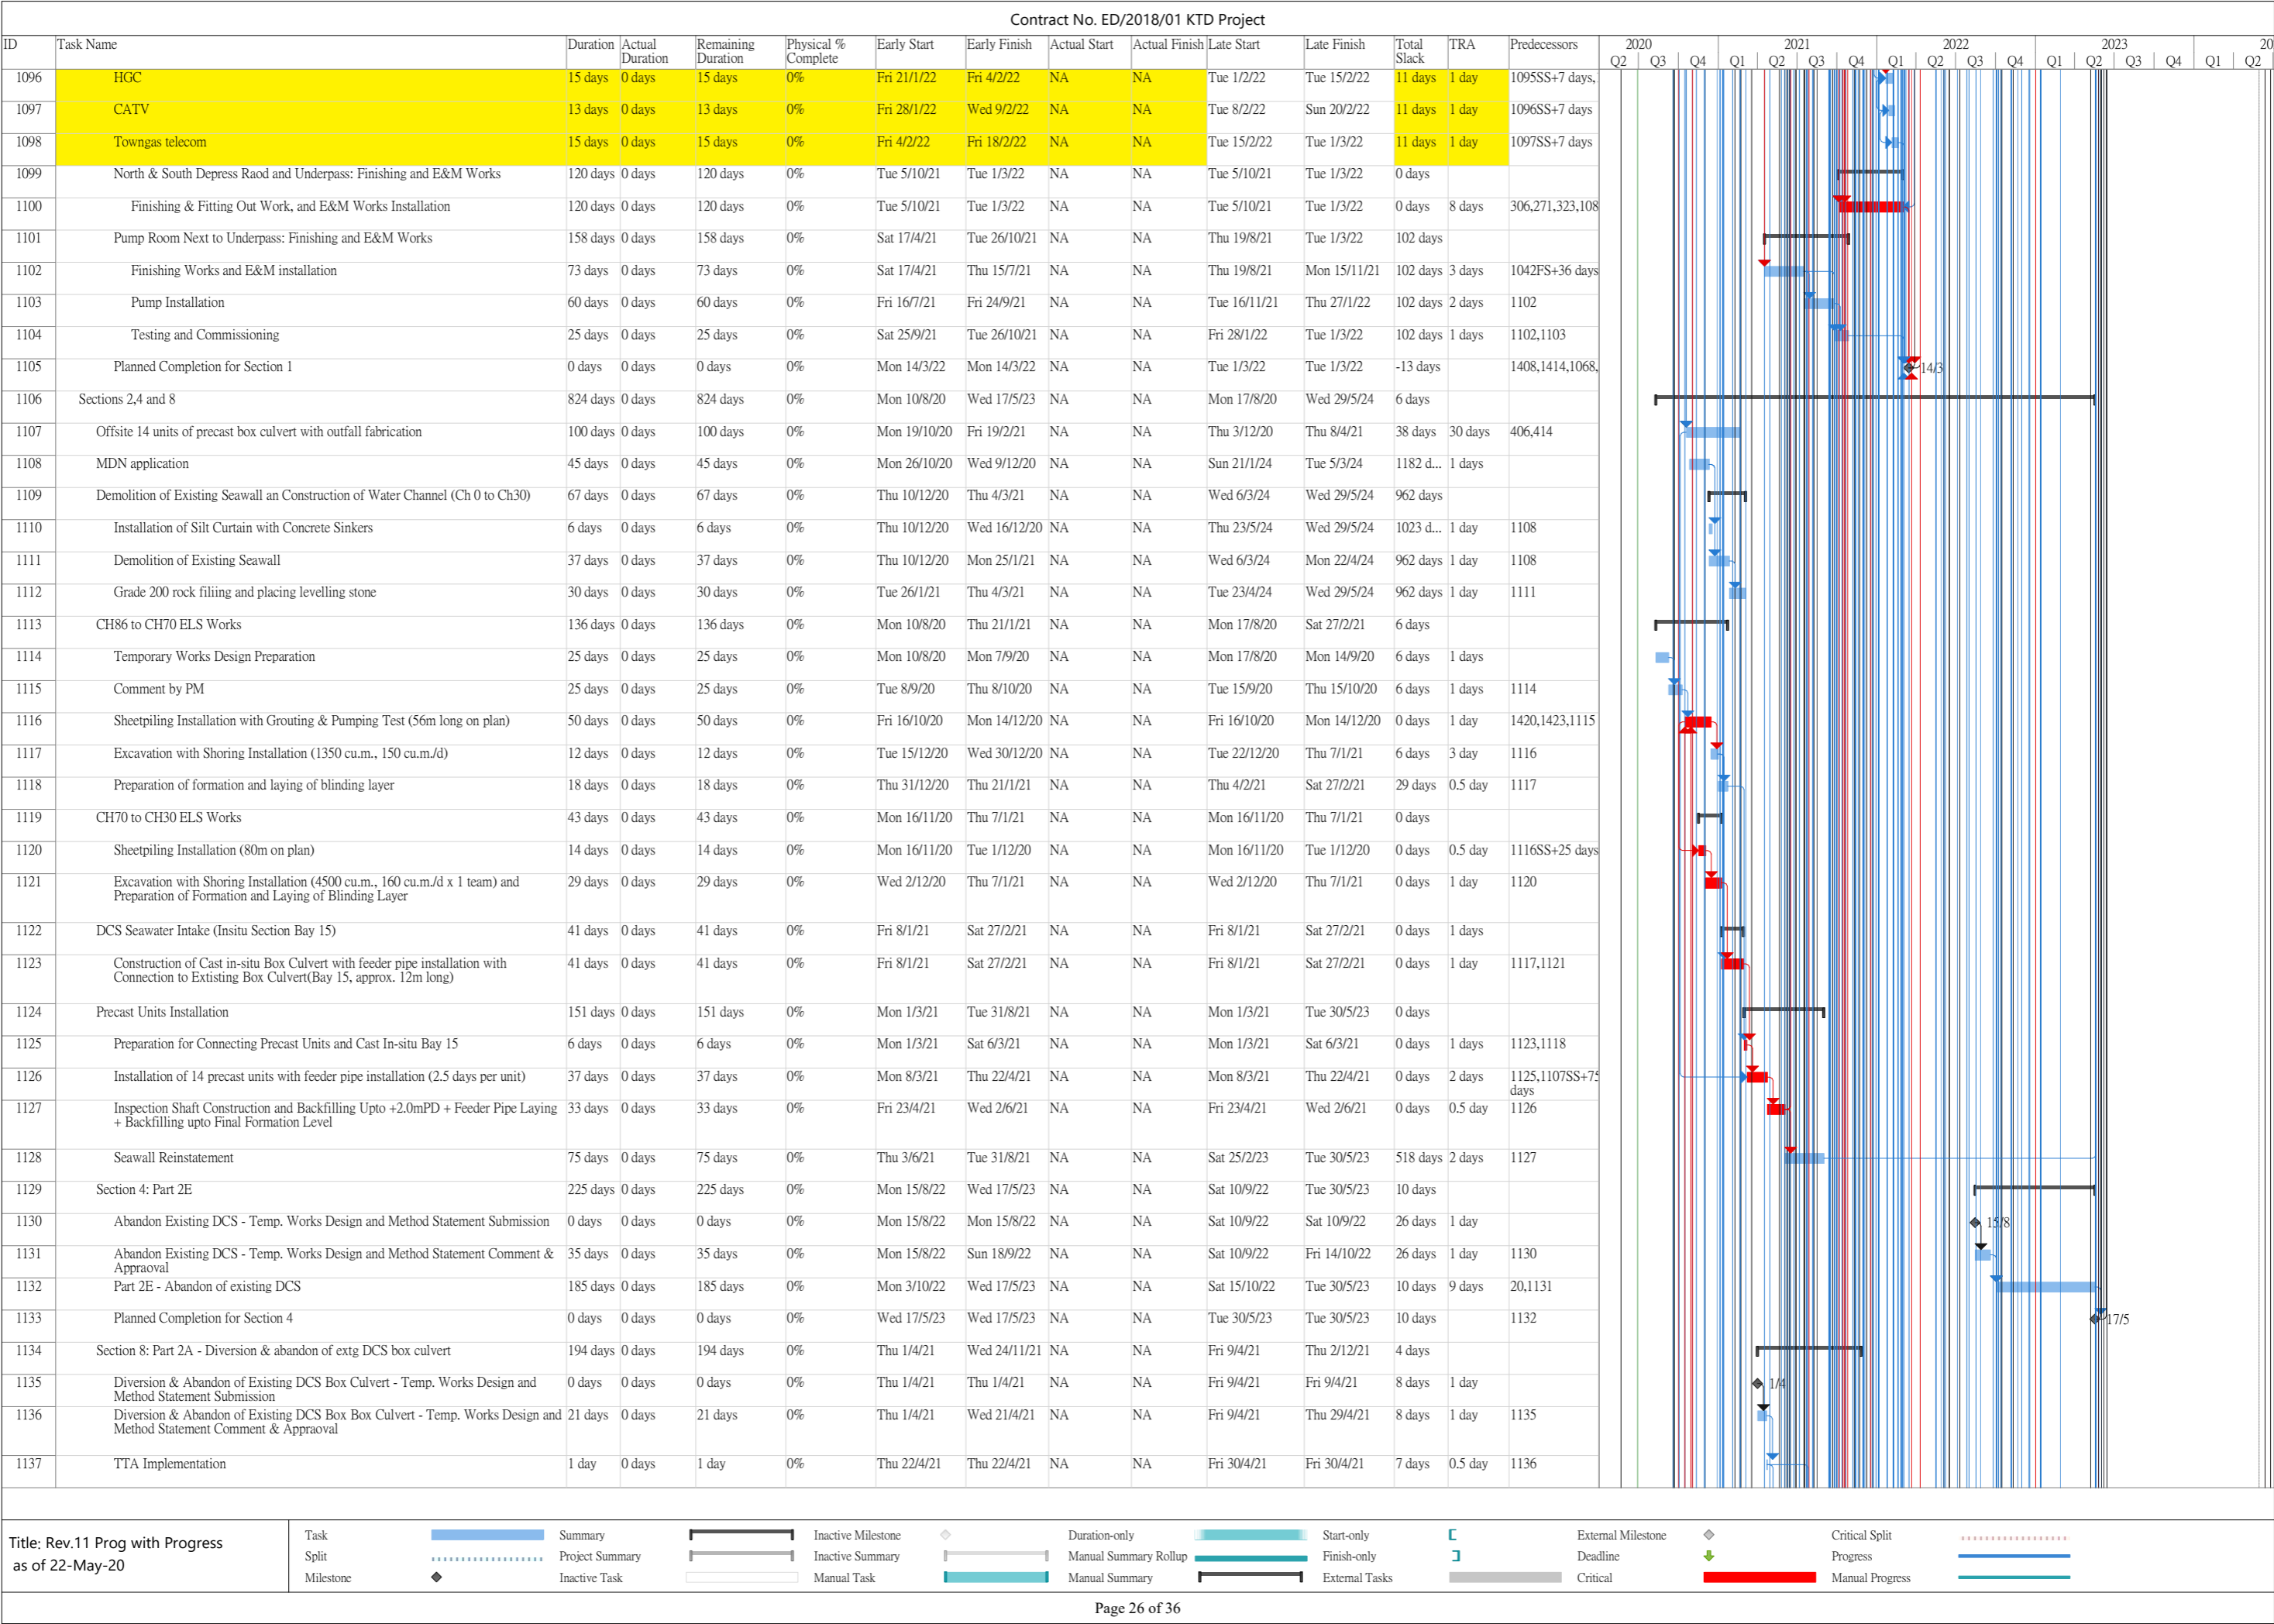 Contract No. ED/2018/01 KTD Project
ID Task Name Duration Actual Duration Remaining Duration Physical % Complete Early Start Early Finish Actual Start Actual Finish Late Start Late Finish Total Slack TRA Predecessors
2020 2021 2022 2023 20
Q2 Q3 Q4 Q1 Q2 Q3 Q4 Q1 Q2 Q3 Q4 Q1 Q2 Q3 Q4 Q1 Q2
1096 HGC 15 days 0 days 15 days 0% Fri 21/1/22 Fri 4/2/22 NA NA Tue 1/2/22 Tue 15/2/22 11 days 1 day 1095SS+7 days,
1097 CATV 13 days 0 days 13 days 0% Fri 28/1/22 Wed 9/2/22 NA NA Tue 8/2/22 Sun 20/2/22 11 days 1 day 1096SS+7 days
1098 Towngas telecom 15 days 0 days 15 days 0% Fri 4/2/22 Fri 18/2/22 NA NA Tue 15/2/22 Tue 1/3/22 11 days 1 day 1097SS+7 days
1099 North & South Depress Raod and Underpass: Finishing and E&M Works 120 days 0 days 120 days 0% Tue 5/10/21 Tue 1/3/22 NA NA Tue 5/10/21 Tue 1/3/22 0 days
1100 Finishing & Fitting Out Work, and E&M Works Installation 120 days 0 days 120 days 0% Tue 5/10/21 Tue 1/3/22 NA NA Tue 5/10/21 Tue 1/3/22 0 days 8 days 306,271,323,108
1101 Pump Room Next to Underpass: Finishing and E&M Works 158 days 0 days 158 days 0% Sat 17/4/21 Tue 26/10/21 NA NA Thu 19/8/21 Tue 1/3/22 102 days
1102 Finishing Works and E&M installation 73 days 0 days 73 days 0% Sat 17/4/21 Thu 15/7/21 NA NA Thu 19/8/21 Mon 15/11/21 102 days 3 days 1042FS+36 days
1103 Pump Installation 60 days 0 days 60 days 0% Fri 16/7/21 Fri 24/9/21 NA NA Tue 16/11/21 Thu 27/1/22 102 days 2 days 1102
1104 Testing and Commissioning 25 days 0 days 25 days 0% Sat 25/9/21 Tue 26/10/21 NA NA Fri 28/1/22 Tue 1/3/22 102 days 1 days 1102,1103
1105 Planned Completion for Section 1 0 days 0 days 0 days 0% Mon 14/3/22 Mon 14/3/22 NA NA Tue 1/3/22 Tue 1/3/22 -13 days 1408,1414,1068, 14/3
1106 Sections 2,4 and 8 824 days 0 days 824 days 0% Mon 10/8/20 Wed 17/5/23 NA NA Mon 17/8/20 Wed 29/5/24 6 days
1107 Offsite 14 units of precast box culvert with outfall fabrication 100 days 0 days 100 days 0% Mon 19/10/20 Fri 19/2/21 NA NA Thu 3/12/20 Thu 8/4/21 38 days 30 days 406,414
1108 MDN application 45 days 0 days 45 days 0% Mon 26/10/20 Wed 9/12/20 NA NA Sun 21/1/24 Tue 5/3/24 1182 d... 1 days
1109 Demolition of Existing Seawall an Construction of Water Channel (Ch 0 to Ch30) 67 days 0 days 67 days 0% Thu 10/12/20 Thu 4/3/21 NA NA Wed 6/3/24 Wed 29/5/24 962 days
1110 Installation of Silt Curtain with Concrete Sinkers 6 days 0 days 6 days 0% Thu 10/12/20 Wed 16/12/20 NA NA Thu 23/5/24 Wed 29/5/24 1023 d... 1 day 1108
1111 Demolition of Existing Seawall 37 days 0 days 37 days 0% Thu 10/12/20 Mon 25/1/21 NA NA Wed 6/3/24 Mon 22/4/24 962 days 1 day 1108
1112 Grade 200 rock filiing and placing levelling stone 30 days 0 days 30 days 0% Tue 26/1/21 Thu 4/3/21 NA NA Tue 23/4/24 Wed 29/5/24 962 days 1 day 1111
1113 CH86 to CH70 ELS Works 136 days 0 days 136 days 0% Mon 10/8/20 Thu 21/1/21 NA NA Mon 17/8/20 Sat 27/2/21 6 days
1114 Temporary Works Design Preparation 25 days 0 days 25 days 0% Mon 10/8/20 Mon 7/9/20 NA NA Mon 17/8/20 Mon 14/9/20 6 days 1 days
1115 Comment by PM 25 days 0 days 25 days 0% Tue 8/9/20 Thu 8/10/20 NA NA Tue 15/9/20 Thu 15/10/20 6 days 1 days 1114
1116 Sheetpiling Installation with Grouting & Pumping Test (56m long on plan) 50 days 0 days 50 days 0% Fri 16/10/20 Mon 14/12/20 NA NA Fri 16/10/20 Mon 14/12/20 0 days 1 day 1420,1423,1115
1117 Excavation with Shoring Installation (1350 cu.m., 150 cu.m./d) 12 days 0 days 12 days 0% Tue 15/12/20 Wed 30/12/20 NA NA Tue 22/12/20 Thu 7/1/21 6 days 3 day 1116
1118 Preparation of formation and laying of blinding layer 18 days 0 days 18 days 0% Thu 31/12/20 Thu 21/1/21 NA NA Thu 4/2/21 Sat 27/2/21 29 days 0.5 day 1117
1119 CH70 to CH30 ELS Works 43 days 0 days 43 days 0% Mon 16/11/20 Thu 7/1/21 NA NA Mon 16/11/20 Thu 7/1/21 0 days
1120 Sheetpiling Installation (80m on plan) 14 days 0 days 14 days 0% Mon 16/11/20 Tue 1/12/20 NA NA Mon 16/11/20 Tue 1/12/20 0 days 0.5 day 1116SS+25 days
1121 Excavation with Shoring Installation (4500 cu.m., 160 cu.m./d x 1 team) and 29 days 0 days 29 days 0% Wed 2/12/20 Thu 7/1/21 NA NA Wed 2/12/20 Thu 7/1/21 0 days 1 day 1120
Preparation of Formation and Laying of Blinding Layer
1122 DCS Seawater Intake (Insitu Section Bay 15) 41 days 0 days 41 days 0% Fri 8/1/21 Sat 27/2/21 NA NA Fri 8/1/21 Sat 27/2/21 0 days 1 days
1123 Construction of Cast in-situ Box Culvert with feeder pipe installation with 41 days 0 days 41 days 0% Fri 8/1/21 Sat 27/2/21 NA NA Fri 8/1/21 Sat 27/2/21 0 days 1 day 1117,1121
Connection to Extisting Box Culvert(Bay 15, approx. 12m long)
1124 Precast Units Installation 151 days 0 days 151 days 0% Mon 1/3/21 Tue 31/8/21 NA NA Mon 1/3/21 Tue 30/5/23 0 days
1125 Preparation for Connecting Precast Units and Cast In-situ Bay 15 6 days 0 days 6 days 0% Mon 1/3/21 Sat 6/3/21 NA NA Mon 1/3/21 Sat 6/3/21 0 days 1 days 1123,1118
1126 Installation of 14 precast units with feeder pipe installation (2.5 days per unit) 37 days 0 days 37 days 0% Mon 8/3/21 Thu 22/4/21 NA NA Mon 8/3/21 Thu 22/4/21 0 days 2 days 1125,1107SS+75
days
1127 Inspection Shaft Construction and Backfilling Upto +2.0mPD + Feeder Pipe Laying 33 days 0 days 33 days 0% Fri 23/4/21 Wed 2/6/21 NA NA Fri 23/4/21 Wed 2/6/21 0 days 0.5 day 1126
+ Backfilling upto Final Formation Level
1128 Seawall Reinstatement 75 days 0 days 75 days 0% Thu 3/6/21 Tue 31/8/21 NA NA Sat 25/2/23 Tue 30/5/23 518 days 2 days 1127
1129 Section 4: Part 2E 225 days 0 days 225 days 0% Mon 15/8/22 Wed 17/5/23 NA NA Sat 10/9/22 Tue 30/5/23 10 days
1130 Abandon Existing DCS - Temp. Works Design and Method Statement Submission 0 days 0 days 0 days 0% Mon 15/8/22 Mon 15/8/22 NA NA Sat 10/9/22 Sat 10/9/22 26 days 1 day 15/8
1131 Abandon Existing DCS - Temp. Works Design and Method Statement Comment & 35 days 0 days 35 days 0% Mon 15/8/22 Sun 18/9/22 NA NA Sat 10/9/22 Fri 14/10/22 26 days 1 day 1130
Appraoval
1132 Part 2E - Abandon of existing DCS 185 days 0 days 185 days 0% Mon 3/10/22 Wed 17/5/23 NA NA Sat 15/10/22 Tue 30/5/23 10 days 9 days 20,1131
1133 Planned Completion for Section 4 0 days 0 days 0 days 0% Wed 17/5/23 Wed 17/5/23 NA NA Tue 30/5/23 Tue 30/5/23 10 days 1132 17/5
1134 Section 8: Part 2A - Diversion & abandon of extg DCS box culvert 194 days 0 days 194 days 0% Thu 1/4/21 Wed 24/11/21 NA NA Fri 9/4/21 Thu 2/12/21 4 days
1135 Diversion & Abandon of Existing DCS Box Culvert - Temp. Works Design and 0 days 0 days 0 days 0% Thu 1/4/21 Thu 1/4/21 NA NA Fri 9/4/21 Fri 9/4/21 8 days 1 day 1/4
Method Statement Submission
1136 Diversion & Abandon of Existing DCS Box Box Culvert - Temp. Works Design and 21 days 0 days 21 days 0% Thu 1/4/21 Wed 21/4/21 NA NA Fri 9/4/21 Thu 29/4/21 8 days 1 day 1135
Method Statement Comment & Appraoval
1137 TTA Implementation 1 day 0 days 1 day 0% Thu 22/4/21 Thu 22/4/21 NA NA Fri 30/4/21 Fri 30/4/21 7 days 0.5 day 1136
Title: Rev.11 Prog with Progress
as of 22-May-20
Task Summary Inactive Milestone Duration-only Start-only External Milestone Critical Split
Split Project Summary Inactive Summary Manual Summary Rollup Finish-only Deadline Progress
Milestone Inactive Task Manual Task Manual Summary External Tasks Critical Manual Progress
Page 26 of 36